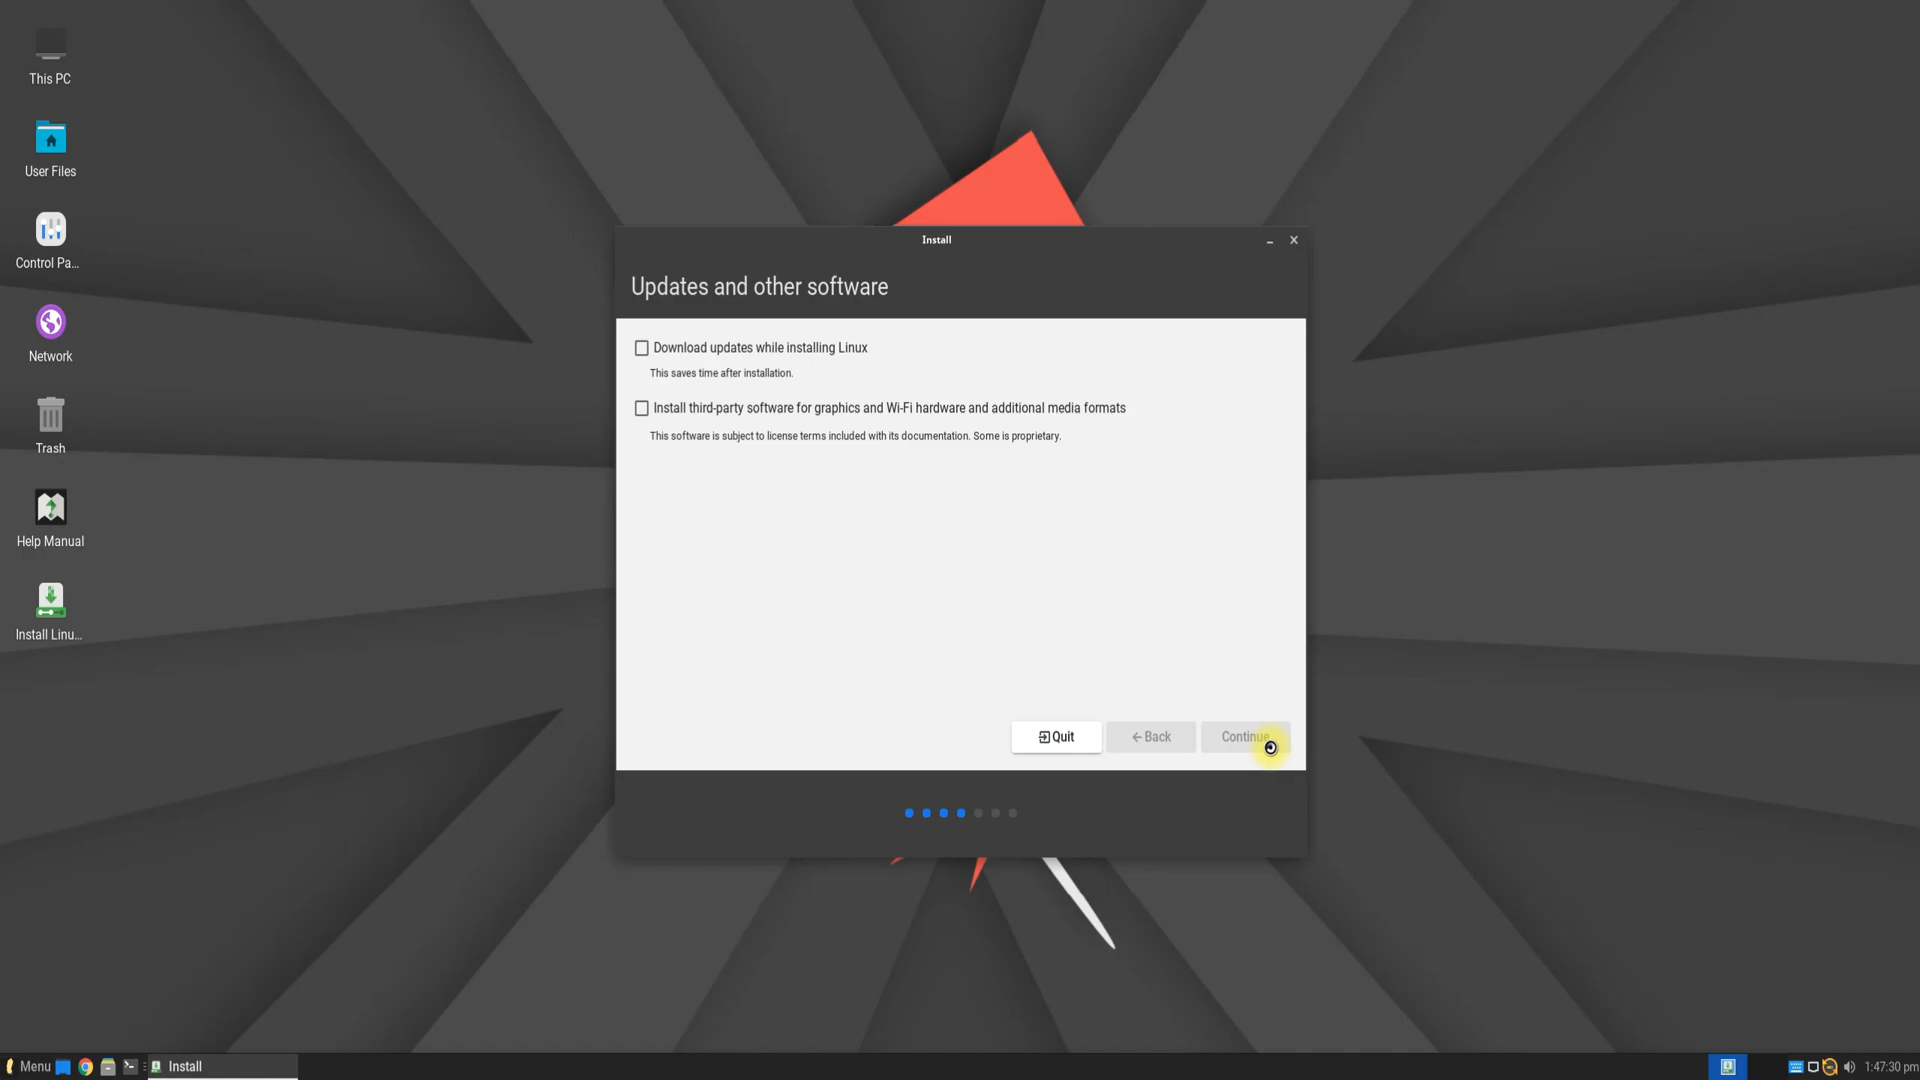 This PC
User Files
Control Pa...
Network
Trash
Help Manual
Install Linu...
Install
Updates and other software
Download updates while installing Linux
This saves time after installation.
Install third-party software for graphics and Wi-Fi hardware and additional media formats
This software is subject to license terms included with its documentation. Some is proprietary.
Quit
Back
Continue
Menu
Install
1:47:30 pm